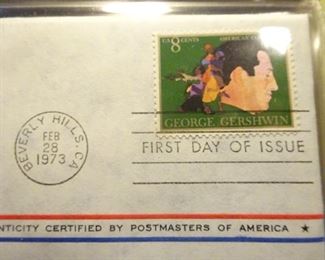 US 8 CENTS AMERICAN
GEORGE GERSHWIN
BEVERLY HILLS, CA
FEB
28
1973
FIRST DAY OF ISSUE
NTICITY CERTIFIED BY POSTMASTERS OF AMERICA ★